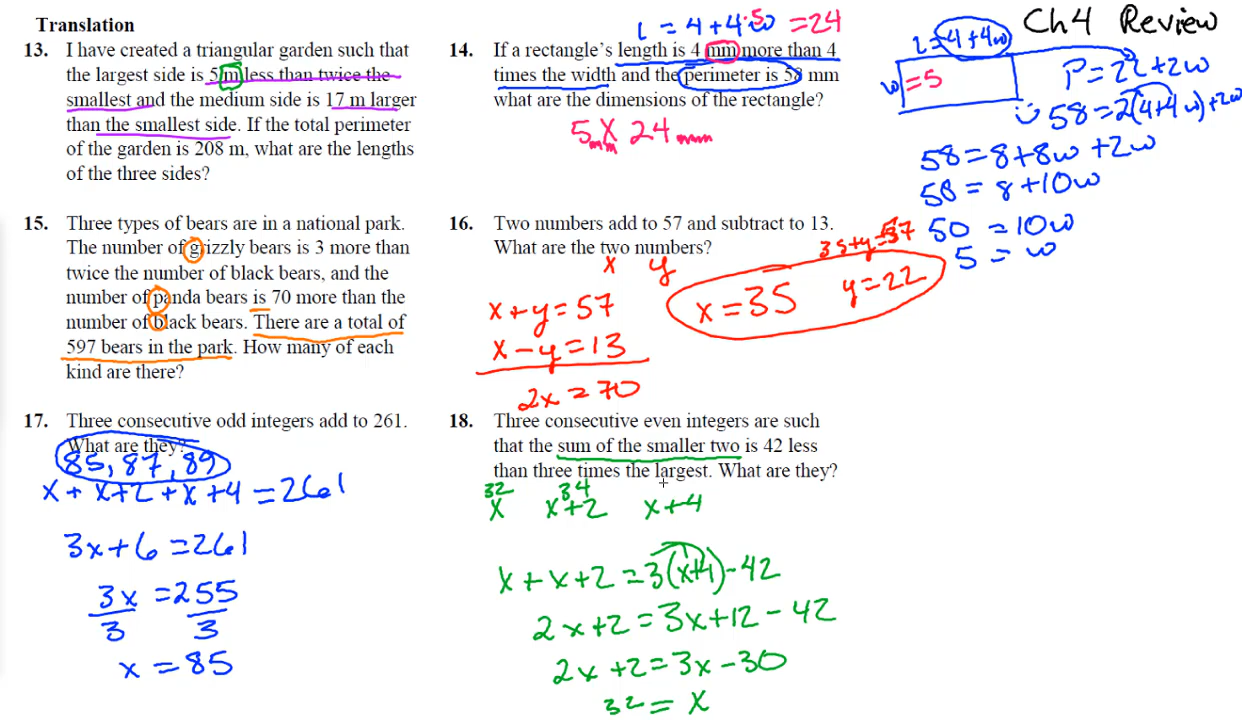 Ch4 Review
Translation
13. I have created a triangular garden such that
the largest side is 5 m less than twice the
smallest and the medium side is 17 m larger
than the smallest side. If the total perimeter
of the garden is 208 m, what are the lengths
of the three sides?
l = 4 + 4·5w = 24
14. If a rectangle's length is 4 mm more than 4
times the width and the perimeter is 58 mm
what are the dimensions of the rectangle?
5mm X 24mm
l = 4+4w
w = 5
P = 2l + 2w
58 = 2(4+4w)+2w
58 = 8+8w +2w
58 = 8 +10w
50 = 10w
5 = w
15. Three types of bears are in a national park.
The number of grizzly bears is 3 more than
twice the number of black bears, and the
number of panda bears is 70 more than the
number of black bears. There are a total of
597 bears in the park. How many of each
kind are there?
16. Two numbers add to 57 and subtract to 13.
What are the two numbers?
x y
x+y=57
x-y=13
2x=70
x=35
35+y=57
y=22
17. Three consecutive odd integers add to 261.
What are they?
85, 87, 89
x + x+2 + x+4 = 261
3x+6 = 261
3x = 255
3 3
x = 85
18. Three consecutive even integers are such
that the sum of the smaller two is 42 less
than three times the largest. What are they?
32 34
x x+2 x+4
x + x+2 = 3(x+4) - 42
2x+2 = 3x+12 - 42
2x +2 = 3x -30
32 = x